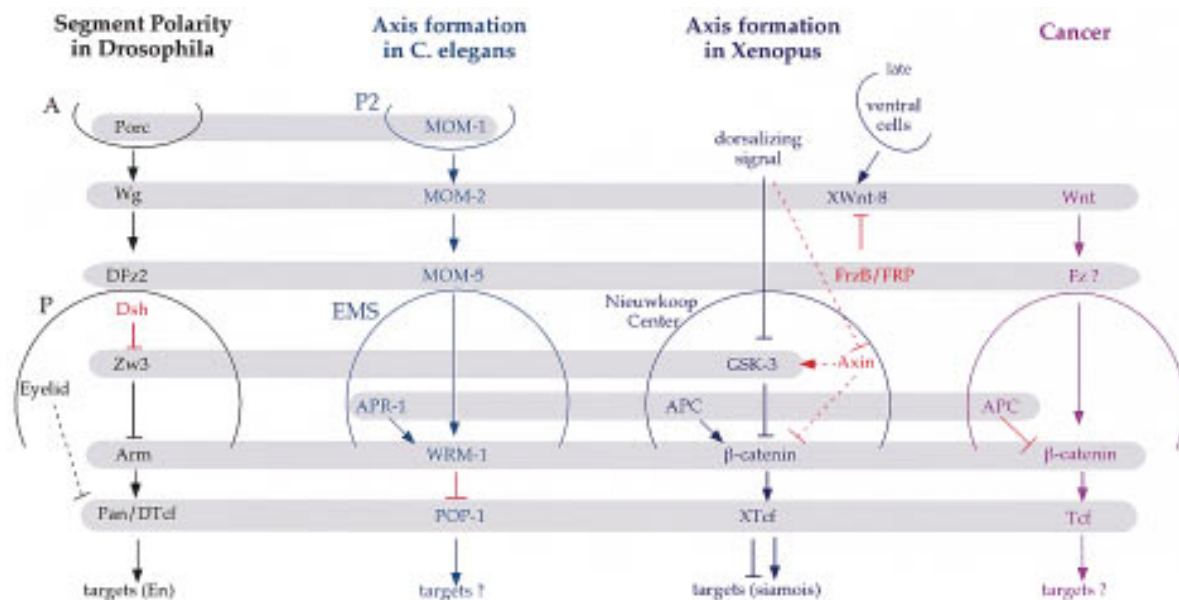 Segment Polarity
in Drosophila
Axis formation
in C. elegans
Axis formation
in Xenopus
Cancer
A
Porc
P2
MOM-1
late
ventral
cells
dorsalizing
signal
Wg
MOM-2
XWnt-8
Wnt
DFz2
MOM-5
FrzB/FRP
Fz ?
P
Dsh
EMS
Nieuwkoop
Center
Zw3
GSK-3
Axin
Eyelid
APR-1
APC
APC
Arm
WRM-1
β-catenin
β-catenin
Pan/DTcf
POP-1
XTcf
Tcf
targets (En)
targets ?
targets (siamois)
targets ?